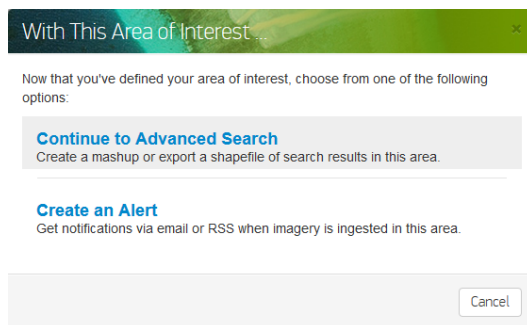 With This Area of Interest ...
×
Now that you've defined your area of interest, choose from one of the following
options:
Continue to Advanced Search
Create a mashup or export a shapefile of search results in this area.
Create an Alert
Get notifications via email or RSS when imagery is ingested in this area.
Cancel